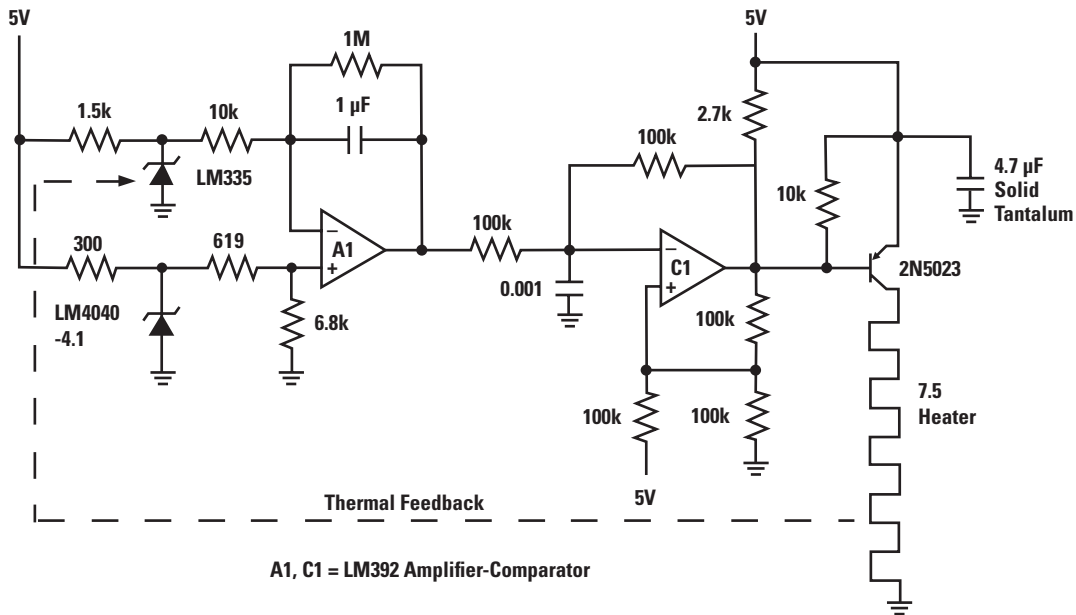 5V
5V
1M
1.5k
10k
1 µF
2.7k
100k
LM335
10k
4.7 µF
Solid
Tantalum
300
619
–
A1
+
100k
–
C1
+
2N5023
LM4040
-4.1
6.8k
0.001
100k
100k
100k
7.5
Heater
5V
Thermal Feedback
A1, C1 = LM392 Amplifier-Comparator